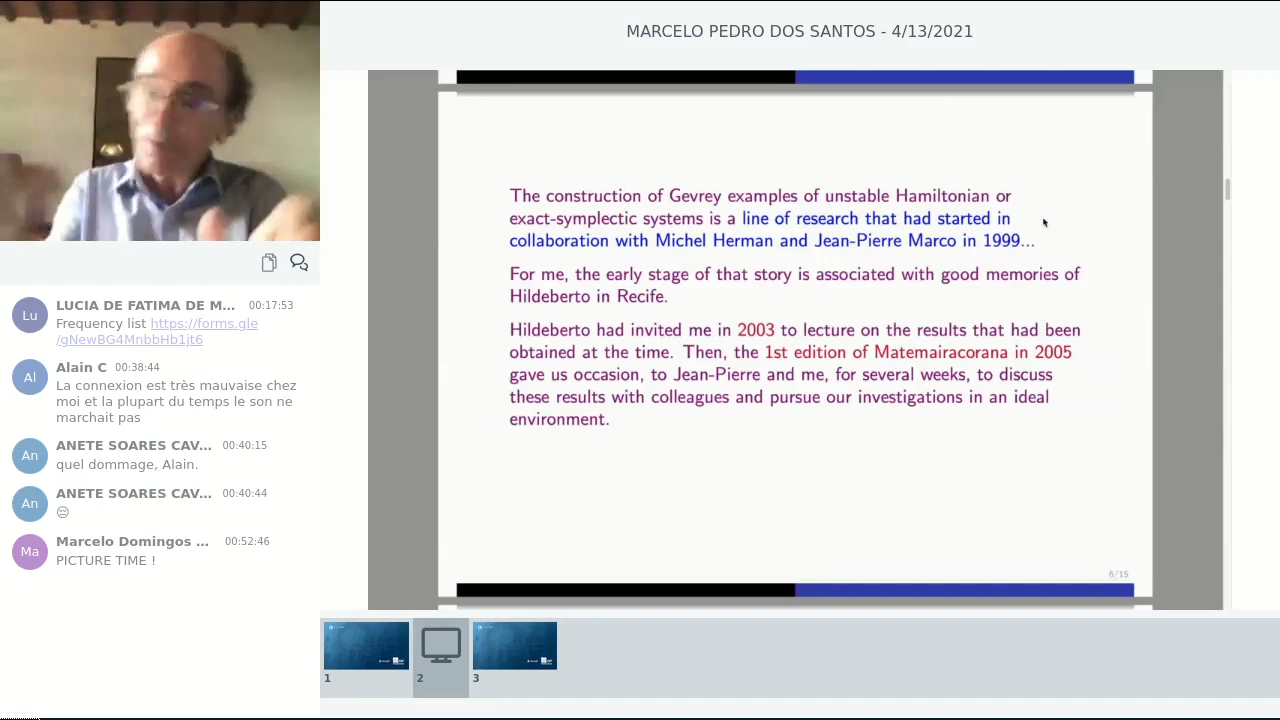 MARCELO PEDRO DOS SANTOS - 4/13/2021
LUCIA DE FATIMA DE M... 00:17:53
Frequency list https://forms.gle
/gNewBG4MnbbHb1jt6
Alain C 00:38:44
La connexion est très mauvaise chez
moi et la plupart du temps le son ne
marchait pas
ANETE SOARES CAV... 00:40:15
quel dommage, Alain.
ANETE SOARES CAV... 00:40:44
😔
Marcelo Domingos ... 00:52:46
PICTURE TIME !
Lu
Al
An
An
Ma
The construction of Gevrey examples of unstable Hamiltonian or
exact-symplectic systems is a line of research that had started in
collaboration with Michel Herman and Jean-Pierre Marco in 1999...
For me, the early stage of that story is associated with good memories of
Hildeberto in Recife.
Hildeberto had invited me in 2003 to lecture on the results that had been
obtained at the time. Then, the 1st edition of Matemairacorana in 2005
gave us occasion, to Jean-Pierre and me, for several weeks, to discuss
these results with colleagues and pursue our investigations in an ideal
environment.
6/15
1
2
3